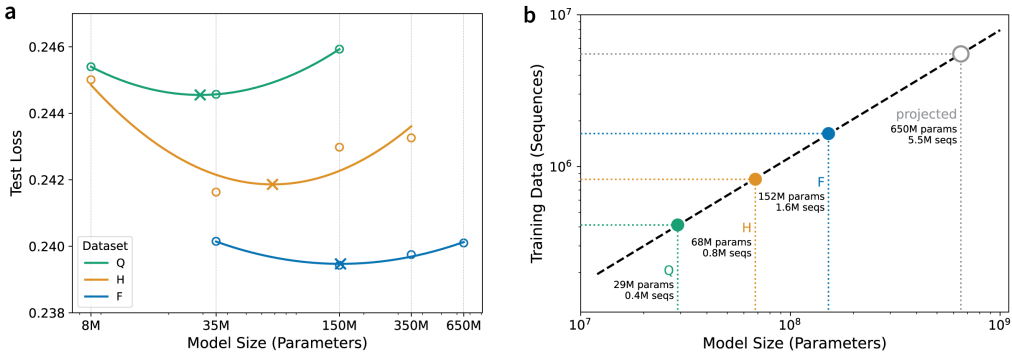 a
0.246
0.244
0.242
0.240
0.238
Test Loss
Dataset
Q
H
F
8M
35M
150M
350M
650M
Model Size (Parameters)
b
10^7
10^6
Training Data (Sequences)
projected
650M params
5.5M seqs
F
152M params
1.6M seqs
H
68M params
0.8M seqs
Q
29M params
0.4M seqs
10^7
10^8
10^9
Model Size (Parameters)